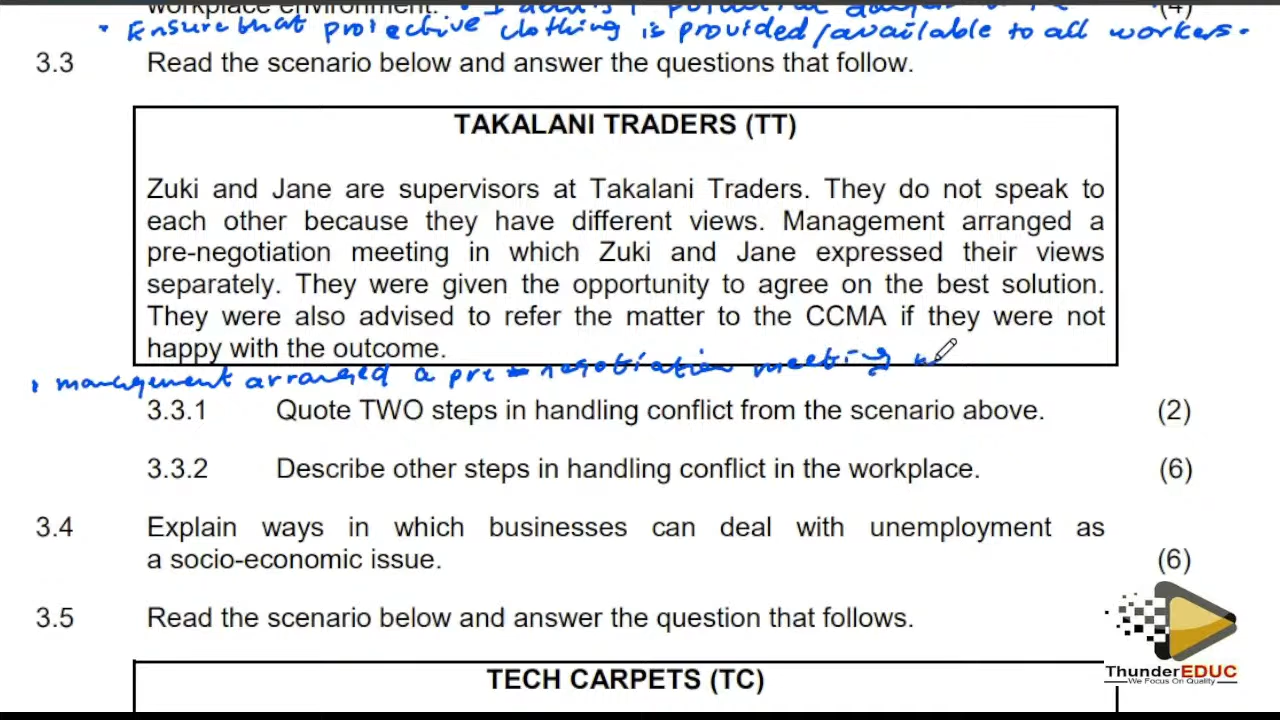 workplace environment. (4)
• Ensure that protective clothing is provided/available to all workers.
3.3 Read the scenario below and answer the questions that follow.
TAKALANI TRADERS (TT)
Zuki and Jane are supervisors at Takalani Traders. They do not speak to
each other because they have different views. Management arranged a
pre-negotiation meeting in which Zuki and Jane expressed their views
separately. They were given the opportunity to agree on the best solution.
They were also advised to refer the matter to the CCMA if they were not
happy with the outcome.
• management arranged a pre-negotiation meeting
3.3.1 Quote TWO steps in handling conflict from the scenario above. (2)
3.3.2 Describe other steps in handling conflict in the workplace. (6)
3.4 Explain ways in which businesses can deal with unemployment as
a socio-economic issue. (6)
3.5 Read the scenario below and answer the question that follows.
ThunderEDUC
We Focus On Quality
TECH CARPETS (TC)